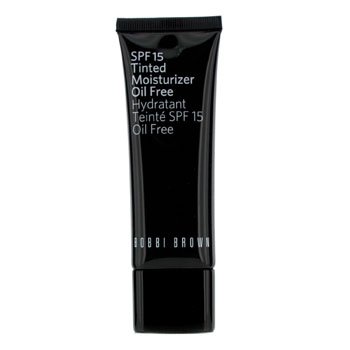 SPF 15
Tinted
Moisturizer
Oil Free
Hydratant
Teinté SPF 15
Oil Free
BOBBI BROWN